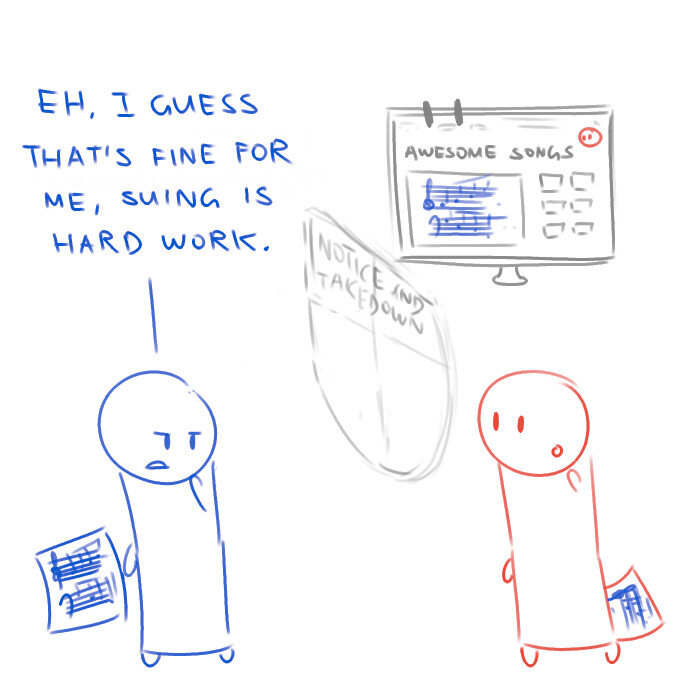 EH, I GUESS
THAT'S FINE FOR
ME, SUING IS
HARD WORK.
AWESOME SONGS
NOTICE AND
TAKEDOWN